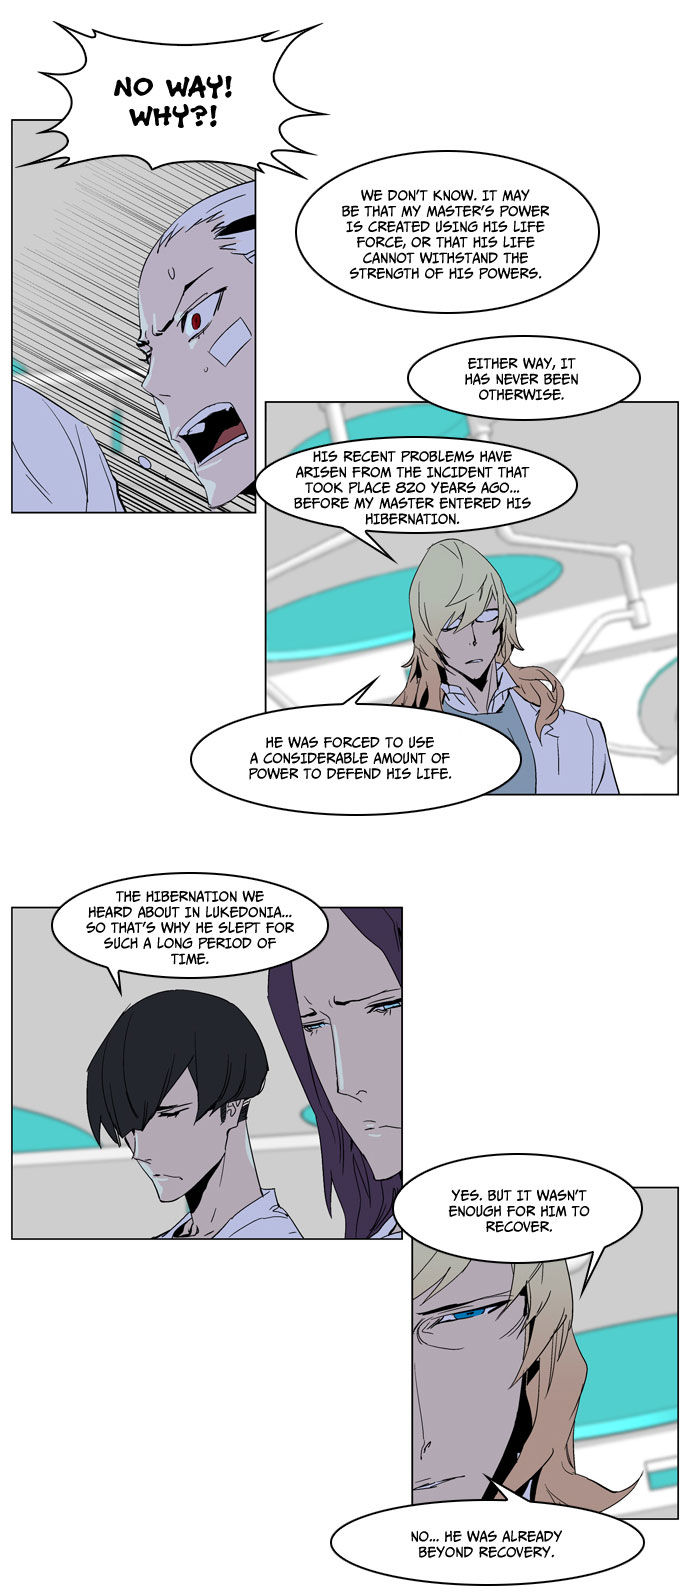 NO WAY!
WHY?!
WE DON'T KNOW. IT MAY
BE THAT MY MASTER'S POWER
IS CREATED USING HIS LIFE
FORCE, OR THAT HIS LIFE
CANNOT WITHSTAND THE
STRENGTH OF HIS POWERS.
EITHER WAY, IT
HAS NEVER BEEN
OTHERWISE.
HIS RECENT PROBLEMS HAVE
ARISEN FROM THE INCIDENT THAT
TOOK PLACE 820 YEARS AGO...
BEFORE MY MASTER ENTERED HIS
HIBERNATION.
HE WAS FORCED TO USE
A CONSIDERABLE AMOUNT OF
POWER TO DEFEND HIS LIFE.
THE HIBERNATION WE
HEARD ABOUT IN LUKEDONIA...
SO THAT'S WHY HE SLEPT FOR
SUCH A LONG PERIOD OF
TIME.
YES. BUT IT WASN'T
ENOUGH FOR HIM TO
RECOVER.
NO... HE WAS ALREADY
BEYOND RECOVERY.